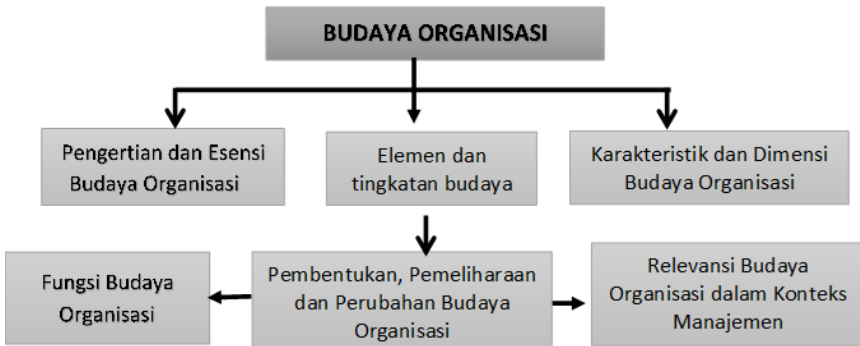 BUDAYA ORGANISASI
Pengertian dan Esensi
Budaya Organisasi
Elemen dan
tingkatan budaya
Karakteristik dan Dimensi
Budaya Organisasi
Fungsi Budaya
Organisasi
Pembentukan, Pemeliharaan
dan Perubahan Budaya
Organisasi
Relevansi Budaya
Organisasi dalam Konteks
Manajemen